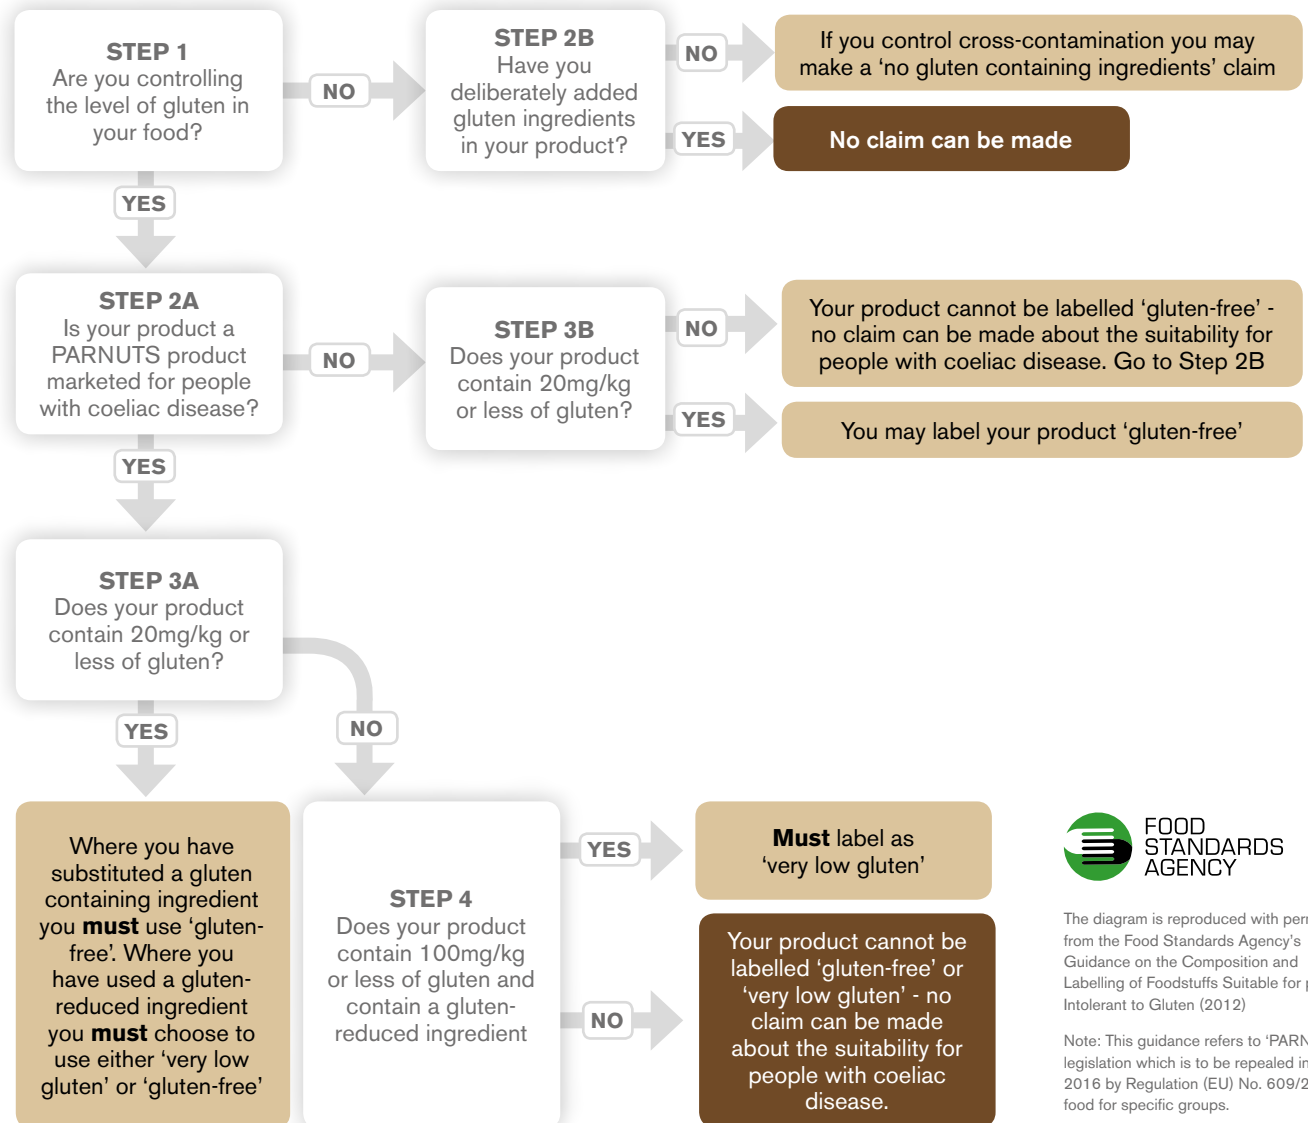 STEP 1
Are you controlling
the level of gluten in
your food?
NO
STEP 2B
Have you
deliberately added
gluten ingredients
in your product?
NO
If you control cross-contamination you may
make a ‘no gluten containing ingredients’ claim
YES
No claim can be made
YES
STEP 2A
Is your product a
PARNUTS product
marketed for people
with coeliac disease?
NO
STEP 3B
Does your product
contain 20mg/kg
or less of gluten?
NO
Your product cannot be labelled ‘gluten-free’ -
no claim can be made about the suitability for
people with coeliac disease. Go to Step 2B
YES
You may label your product ‘gluten-free’
YES
STEP 3A
Does your product
contain 20mg/kg or
less of gluten?
YES
NO
Where you have
substituted a gluten
containing ingredient
you must use ‘gluten-
free’. Where you
have used a gluten-
reduced ingredient
you must choose to
use either ‘very low
gluten’ or ‘gluten-free’
STEP 4
Does your product
contain 100mg/kg
or less of gluten and
contain a gluten-
reduced ingredient
YES
Must label as
‘very low gluten’
NO
Your product cannot be
labelled ‘gluten-free’ or
‘very low gluten’ - no
claim can be made
about the suitability for
people with coeliac
disease.
FOOD
STANDARDS
AGENCY
The diagram is reproduced with
from the Food Standards Agency’s
Guidance on the Composition and
Labelling of Foodstuffs Suitable for
Intolerant to Gluten (2012)
Note: This guidance refers to
legislation which is to be repealed in
2016 by Regulation (EU) No.
food for specific groups.